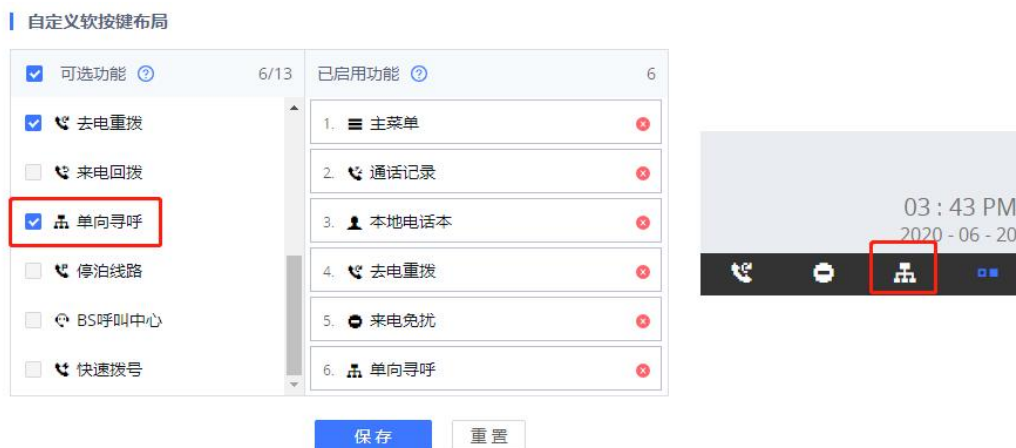 自定义软按键布局
可选功能 6/13
去电重拨
来电回拨
单向寻呼
停泊线路
BS呼叫中心
快速拨号
已启用功能 6
1. 主菜单
2. 通话记录
3. 本地电话本
4. 去电重拨
5. 来电免扰
6. 单向寻呼
保存 重置
03 : 43 PM
2020 - 06 - 20